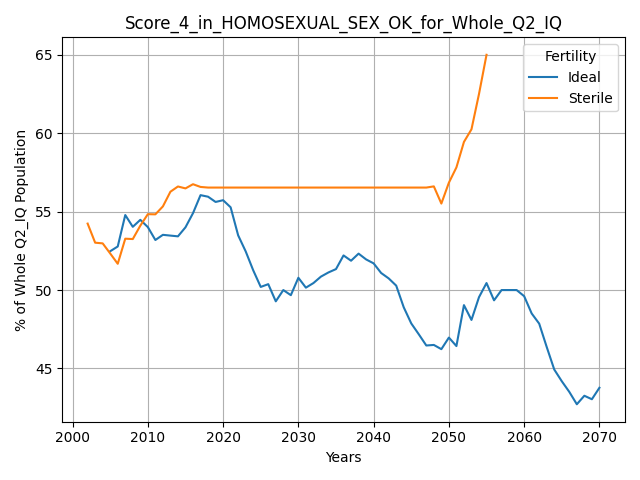 Score_4_in_HOMOSEXUAL_SEX_OK_for_Whole_Q2_IQ
% of Whole Q2_IQ Population
65
60
55
50
45
Fertility
Ideal
Sterile
2000 2010 2020 2030 2040 2050 2060 2070
Years